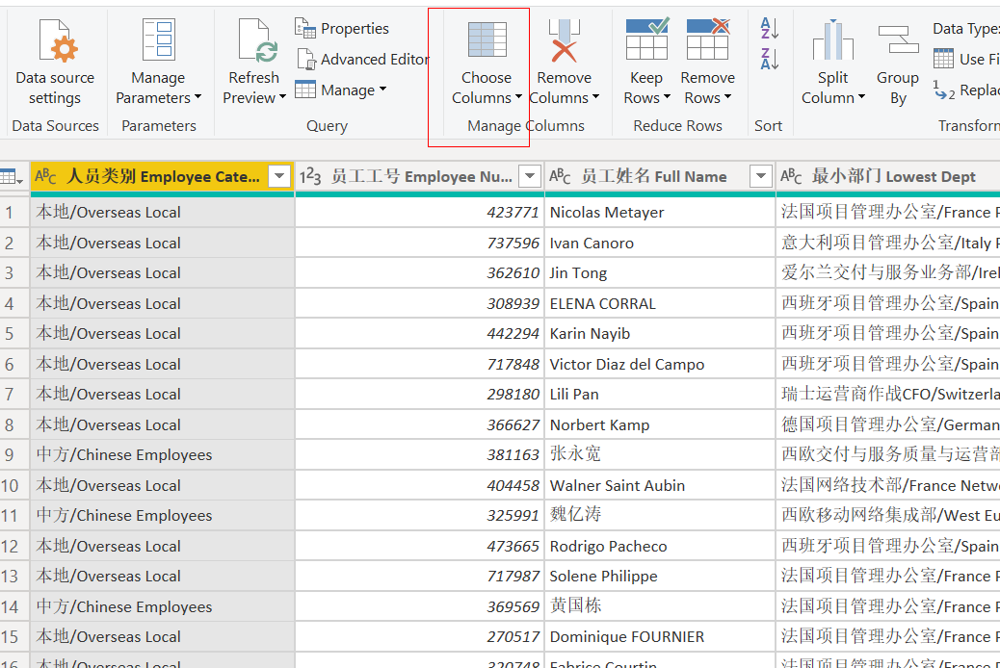 Data source settings
Data Sources
Manage Parameters
Parameters
Refresh Preview
Properties
Advanced Editor
Manage
Query
Choose Columns
Remove Columns
Manage Columns
Keep Rows
Remove Rows
Reduce Rows
A Z
Z A
Sort
Split Column
Group By
Data Type:
Use Fi
1 2 Replac
Transform
ABC 人员类别 Employee Cate... 123 员工工号 Employee Nu... ABC 员工姓名 Full Name ABC 最小部门 Lowest Dept
1 本地/Overseas Local 423771 Nicolas Metayer 法国项目管理办公室/France P
2 本地/Overseas Local 737596 Ivan Canoro 意大利项目管理办公室/Italy P
3 本地/Overseas Local 362610 Jin Tong 爱尔兰交付与服务业务部/Irel
4 本地/Overseas Local 308939 ELENA CORRAL 西班牙项目管理办公室/Spain
5 本地/Overseas Local 442294 Karin Nayib 西班牙项目管理办公室/Spain
6 本地/Overseas Local 717848 Victor Diaz del Campo 西班牙项目管理办公室/Spain
7 本地/Overseas Local 298180 Lili Pan 瑞士运营商作战CFO/Switzerla
8 本地/Overseas Local 366627 Norbert Kamp 德国项目管理办公室/German
9 中方/Chinese Employees 381163 张永宽 西欧交付与服务质量与运营部
10 本地/Overseas Local 404458 Walner Saint Aubin 法国网络技术部/France Netwo
11 中方/Chinese Employees 325991 魏亿涛 西欧移动网络集成部/West Eu
12 本地/Overseas Local 473665 Rodrigo Pacheco 西班牙项目管理办公室/Spain
13 本地/Overseas Local 717987 Solene Philippe 法国项目管理办公室/France P
14 中方/Chinese Employees 369569 黄国栋 法国项目管理办公室/France P
15 本地/Overseas Local 270517 Dominique FOURNIER 法国项目管理办公室/France P
16 本地/Overseas Local 320748 Fabrice Courtin 法国项目管理办公室/France P